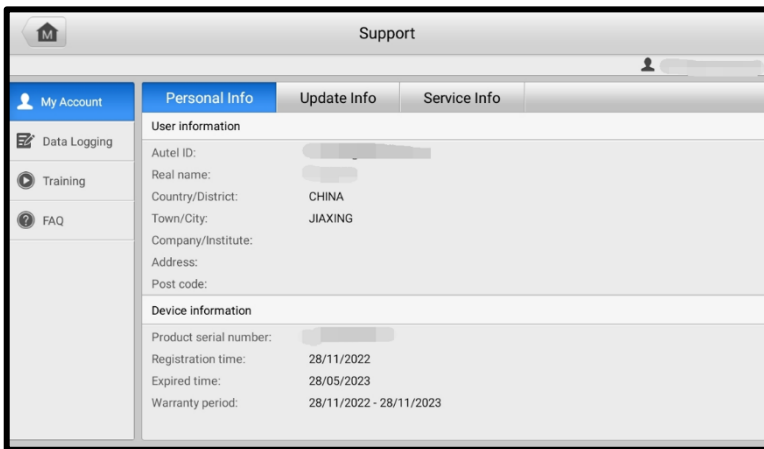 M
Support
My Account
Data Logging
Training
FAQ
Personal Info Update Info Service Info
User information
Autel ID:
Real name:
Country/District: CHINA
Town/City: JIAXING
Company/Institute:
Address:
Post code:
Device information
Product serial number:
Registration time: 28/11/2022
Expired time: 28/05/2023
Warranty period: 28/11/2022 - 28/11/2023